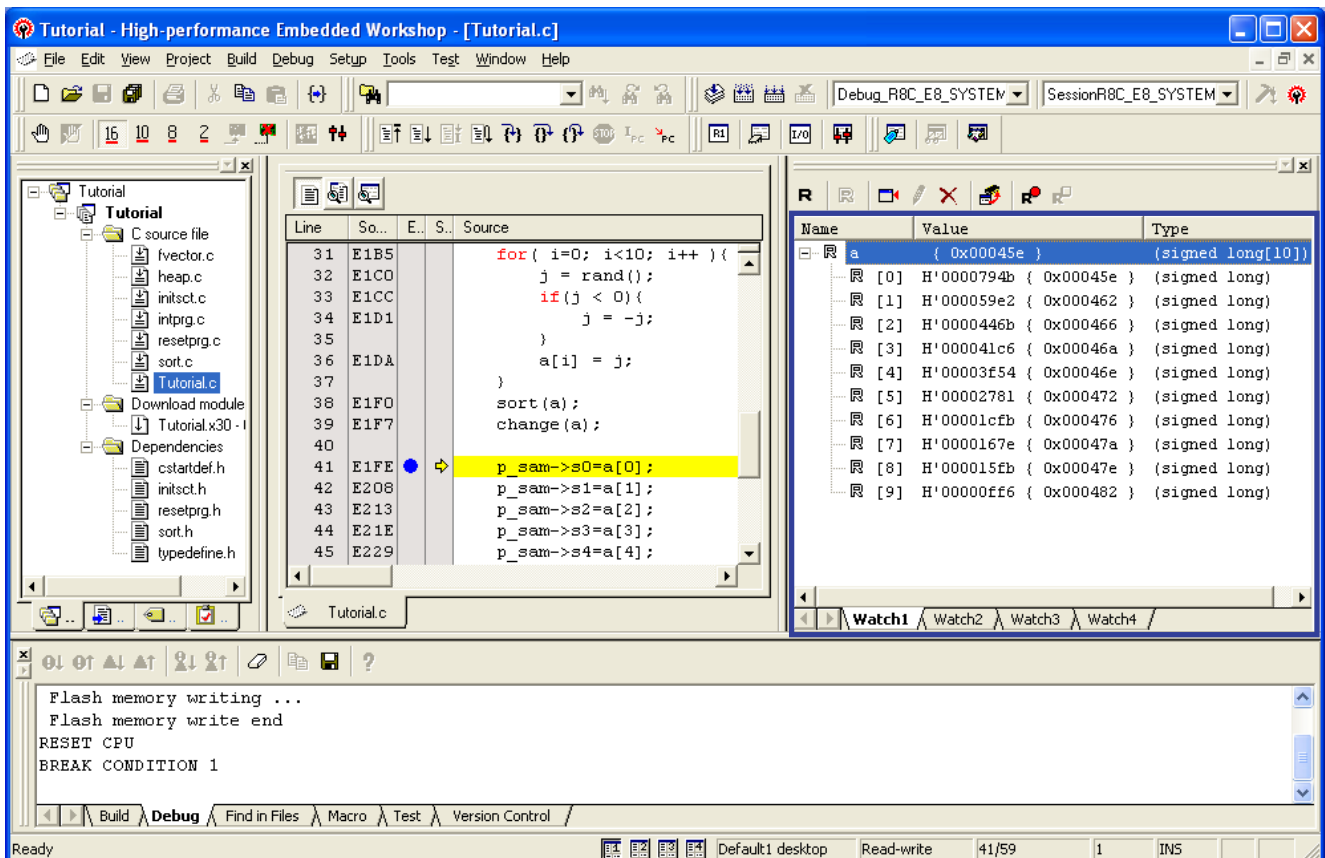 Tutorial - High-performance Embedded Workshop - [Tutorial.c]
File Edit View Project Build Debug Setup Tools Test Window Help
Debug_R8C_E8_SYSTEM SessionR8C_E8_SYSTEM
16 10 8 2 STOP PC PC R1 I/O
Tutorial
Tutorial
C source file
fvector.c
heap.c
initsct.c
intprg.c
resetprg.c
sort.c
Tutorial.c
Download module
Tutorial.x30 -
Dependencies
cstartdef.h
initsct.h
resetprg.h
sort.h
typedefine.h
Line So... E.. S.. Source
31 E1B5 for( i=0; i<10; i++ ){
32 E1C0 j = rand();
33 E1CC if(j < 0){
34 E1D1 j = -j;
35 }
36 E1DA a[i] = j;
37 }
38 E1F0 sort(a);
39 E1F7 change(a);
40
41 E1FE p_sam->s0=a[0];
42 E208 p_sam->s1=a[1];
43 E213 p_sam->s2=a[2];
44 E21E p_sam->s3=a[3];
45 E229 p_sam->s4=a[4];
Tutorial.c
R R R R
Name Value Type
R a { 0x00045e } (signed long[10])
R [0] H'0000794b { 0x00045e } (signed long)
R [1] H'000059e2 { 0x000462 } (signed long)
R [2] H'0000446b { 0x000466 } (signed long)
R [3] H'000041c6 { 0x00046a } (signed long)
R [4] H'00003f54 { 0x00046e } (signed long)
R [5] H'00002781 { 0x000472 } (signed long)
R [6] H'00001cfb { 0x000476 } (signed long)
R [7] H'0000167e { 0x00047a } (signed long)
R [8] H'000015fb { 0x00047e } (signed long)
R [9] H'00000ff6 { 0x000482 } (signed long)
Watch1 Watch2 Watch3 Watch4
Flash memory writing ...
Flash memory write end
RESET CPU
BREAK CONDITION 1
Build Debug Find in Files Macro Test Version Control
Ready 1 2 3 4 Default1 desktop Read-write 41/59 1 INS